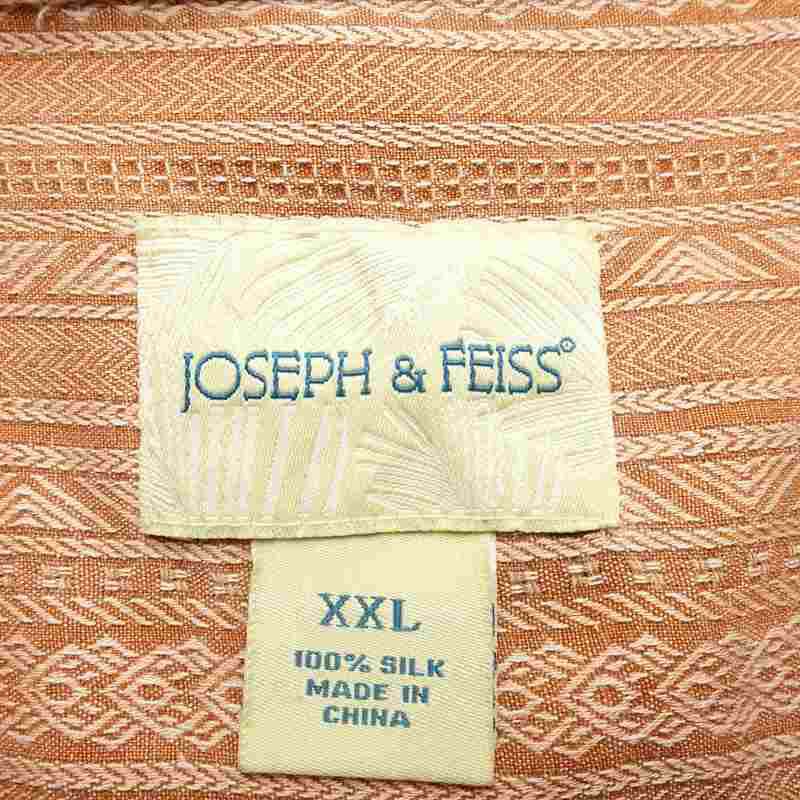 JOSEPH & FEISS®
XXL
100% SILK
MADE IN
CHINA